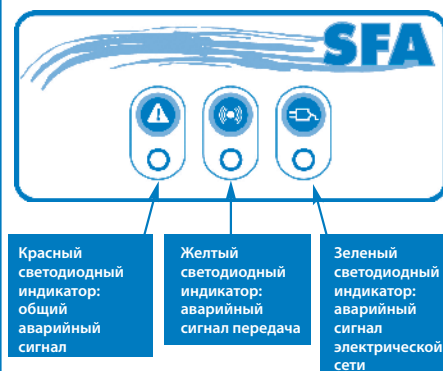 SFA
Красный
светодиодный
индикатор:
общий
аварийный
сигнал
Желтый
светодиодный
индикатор:
аварийный
сигнал передача
Зеленый
светодиодный
индикатор:
аварийный
сигнал
электрической
сети